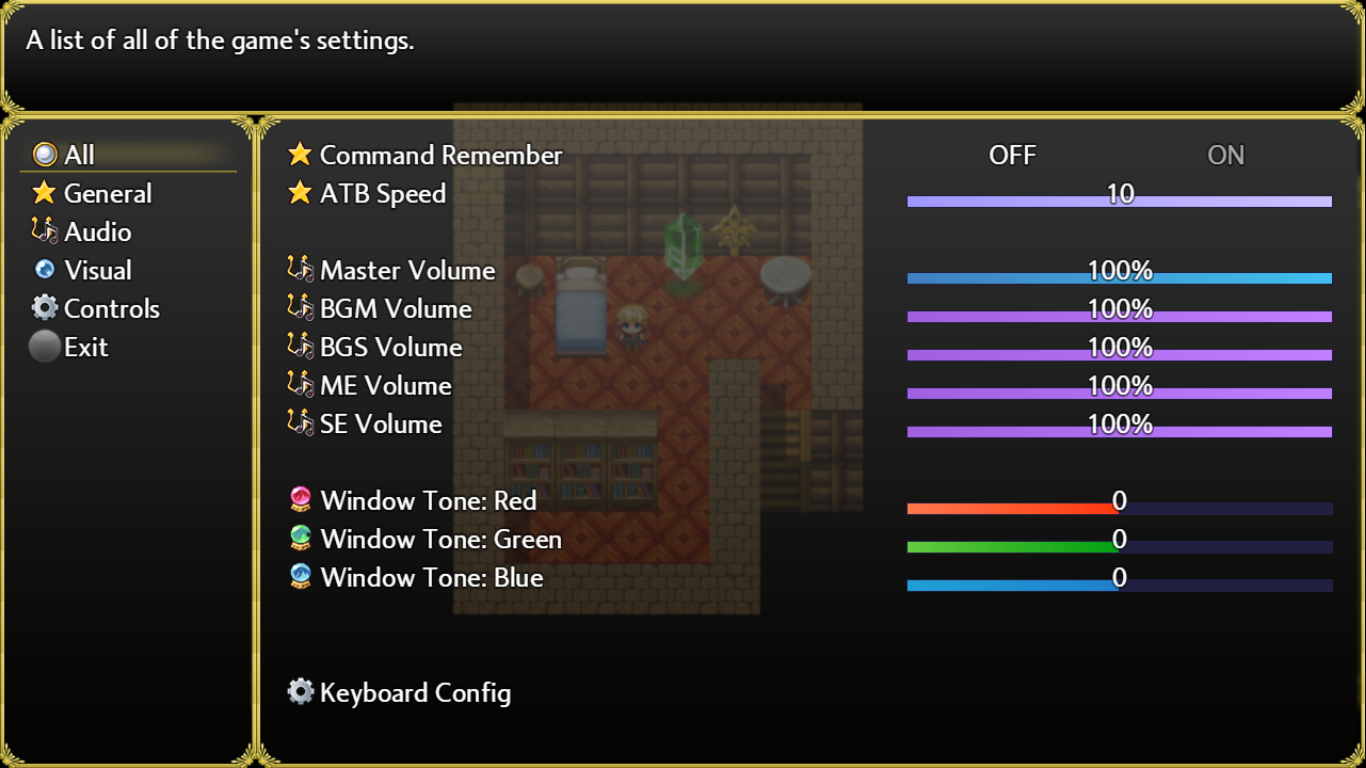 A list of all of the game's settings.
All
General
Audio
Visual
Controls
Exit
Command Remember OFF ON
ATB Speed 10
Master Volume 100%
BGM Volume 100%
BGS Volume 100%
ME Volume 100%
SE Volume 100%
Window Tone: Red 0
Window Tone: Green 0
Window Tone: Blue 0
Keyboard Config